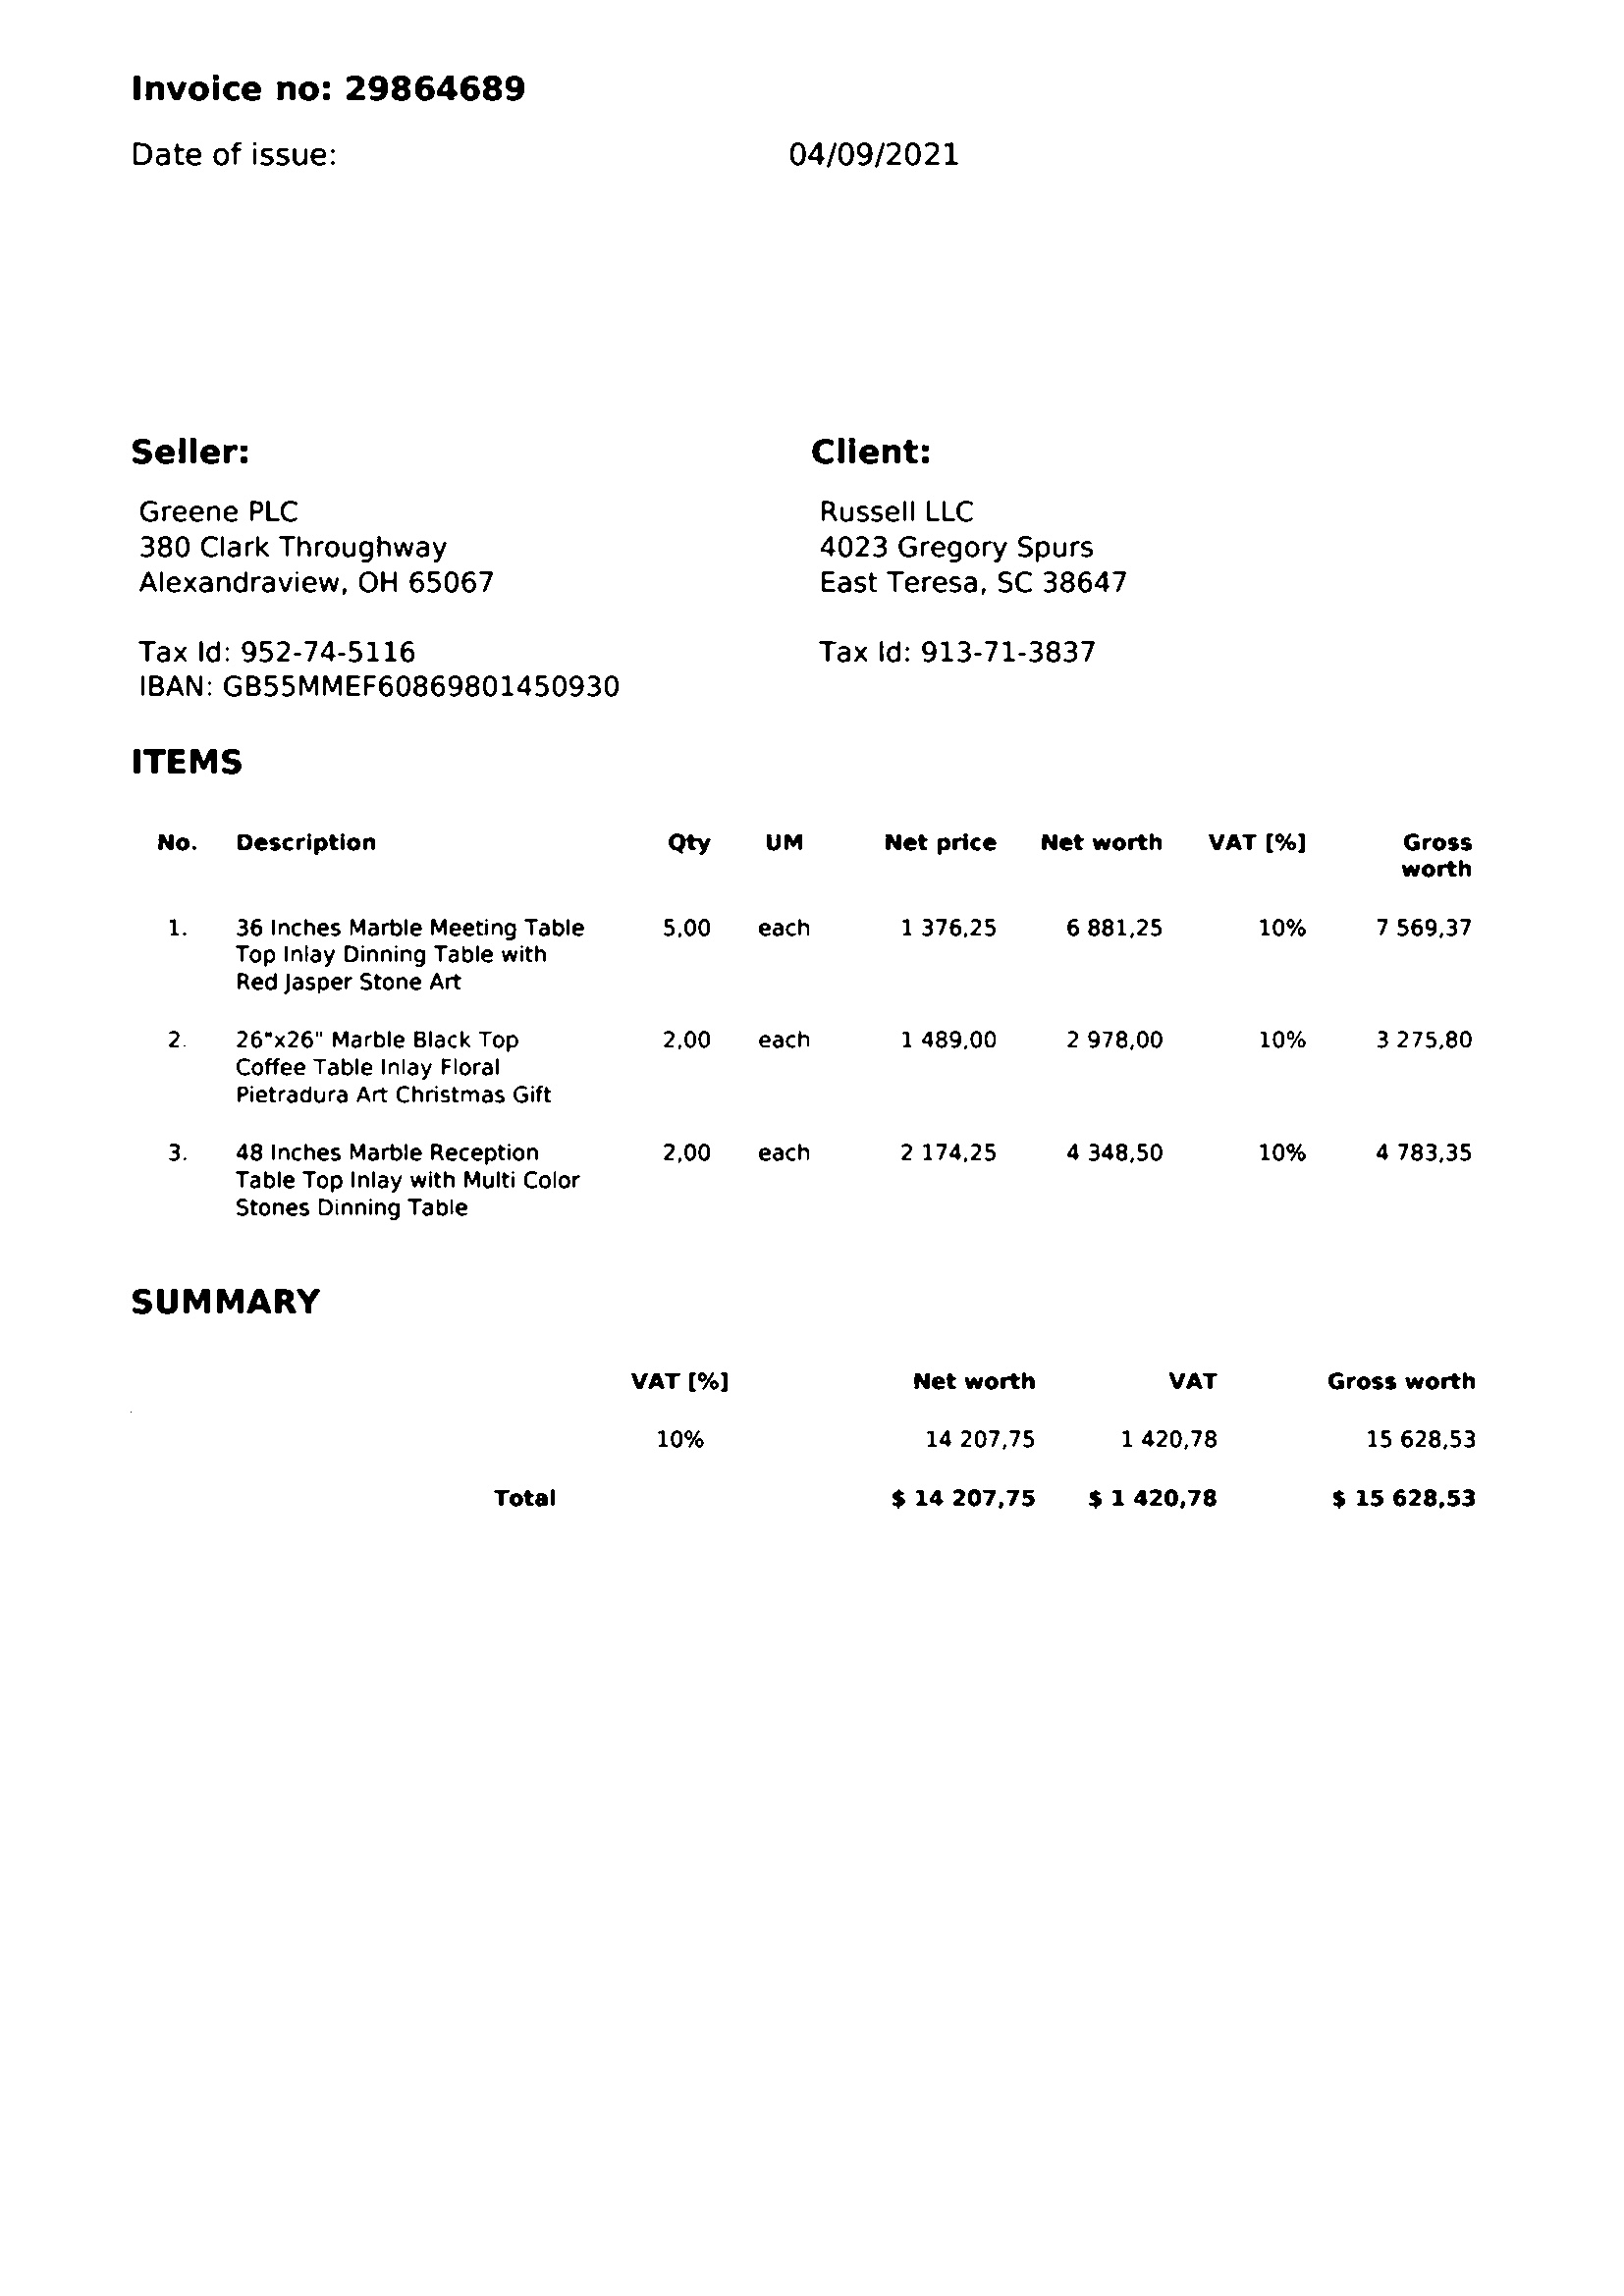 Invoice no: 29864689
Date of issue: 04/09/2021
Seller:
Greene PLC
380 Clark Throughway
Alexandraview, OH 65067
Tax Id: 952-74-5116
IBAN: GB55MMEF60869801450930
Client:
Russell LLC
4023 Gregory Spurs
East Teresa, SC 38647
Tax Id: 913-71-3837
ITEMS
No. Description Qty UM Net price Net worth VAT [%] Gross
worth
1. 36 Inches Marble Meeting Table 5,00 each 1 376,25 6 881,25 10% 7 569,37
Top Inlay Dinning Table with
Red Jasper Stone Art
2. 26"x26" Marble Black Top 2,00 each 1 489,00 2 978,00 10% 3 275,80
Coffee Table Inlay Floral
Pietradura Art Christmas Gift
3. 48 Inches Marble Reception 2,00 each 2 174,25 4 348,50 10% 4 783,35
Table Top Inlay with Multi Color
Stones Dinning Table
SUMMARY
VAT [%] Net worth VAT Gross worth
10% 14 207,75 1 420,78 15 628,53
Total $ 14 207,75 $ 1 420,78 $ 15 628,53